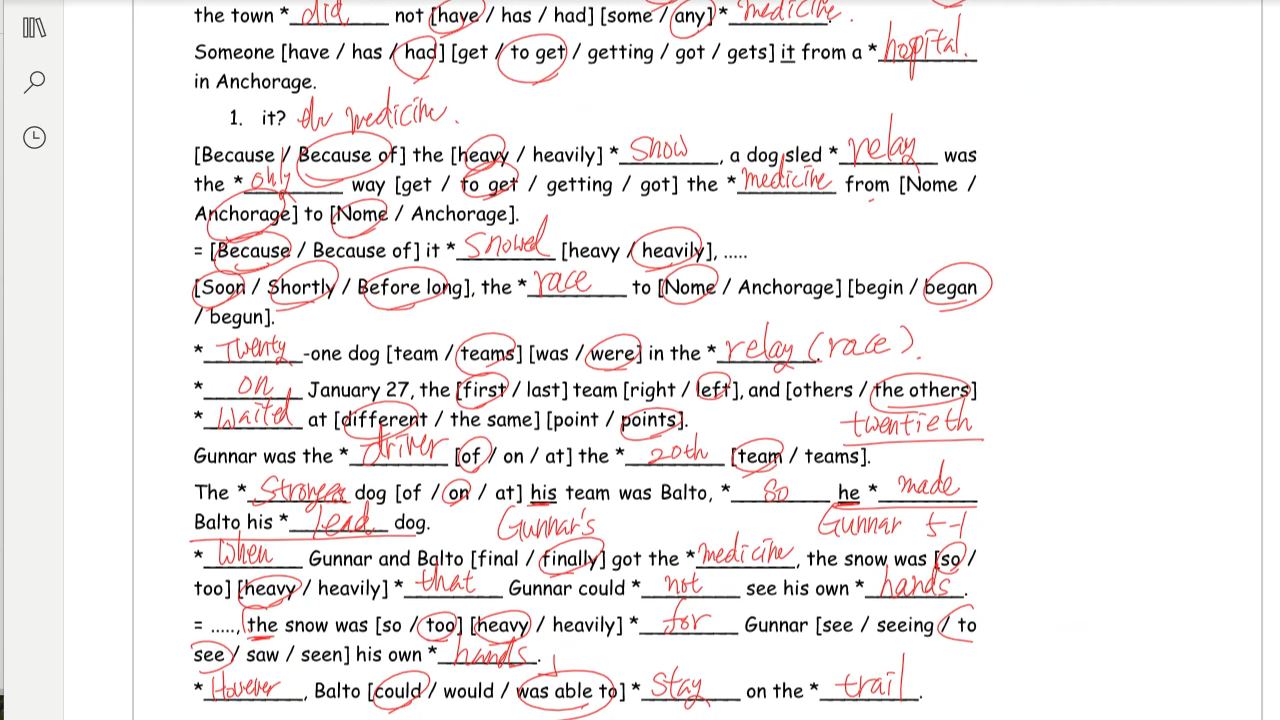 the town * did not [have / has / had] [some / any] * medicine.
Someone [have / has / had] [get / to get / getting / got / gets] it from a * hopital.
in Anchorage.
1. it? the medicine.
[Because / Because of] the [heavy / heavily] * snow, a dog sled * relay was
the * only way [get / to get / getting / got] the * medicine from [Nome /
Anchorage] to [Nome / Anchorage].
= [Because / Because of] it * snowed [heavy / heavily], .....
[Soon / Shortly / Before long], the * race to [Nome / Anchorage] [begin / began
/ begun].
* Twenty -one dog [team / teams] [was / were] in the * relay (race).
* on January 27, the [first / last] team [right / left], and [others / the others]
* waited at [different / the same] [point / points].
twentieth
Gunnar was the * driver [of / on / at] the * 20th [team / teams].
The * Strongest dog [of / on / at] his team was Balto, * so he * made
Balto his * lead dog. Gunnar's Gunnar 5-1
* When Gunnar and Balto [final / finally] got the * medicine, the snow was [so /
too] [heavy / heavily] * that Gunnar could * not see his own * hands.
= ....., the snow was [so / too] [heavy / heavily] * for Gunnar [see / seeing / to
see / saw / seen] his own * hands.
* However, Balto [could / would / was able to] * stay on the * trail.